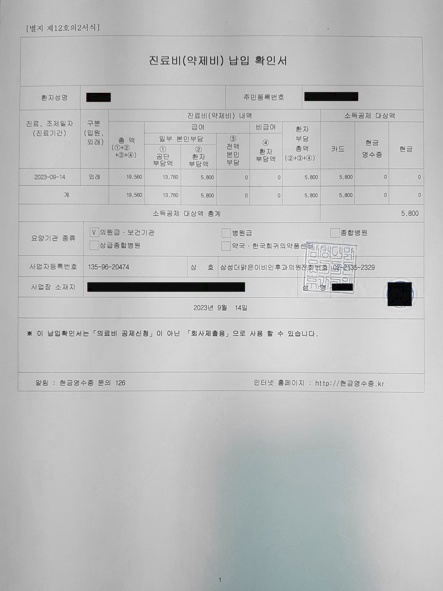 [별지 제12호의2서식]
진료비(약제비) 납입 확인서
환자성명
주민등록번호
진료비(약제비) 내역
소득공제 대상액
진료, 조제일자
(진료기간)
구분
(입원,
외래)
총 액
(①+②
+③+④)
급여
비급여
환자
부담
총액
(②+③+④)
일부 본인부담
① 공단 부담액
② 환자 부담액
③ 전액 본인 부담
④ 환자 부담액
카드
현금
영수증
현금
2023-09-14 외래 19,560 13,760 5,800 0 0 5,800 5,800 0 0
계 19,560 13,760 5,800 0 0 5,800 5,800 0 0
소득공제 대상액 총계 5,800
요양기관 종류
V 의원급 · 보건기관 병원급 종합병원
상급종합병원 약국 · 한국희귀의약품센터
사업자등록번호 135-96-20474 상 호 삼성더맑은이비인후과의원 전화번호 02-2135-2329
사업장 소재지 성 명
2023년 9월 14일
※ 이 납입확인서는 「의료비 공제신청」이 아닌 「회사제출용」으로 사용 할 수 있습니다.
알림 : 현금영수증 문의 126
인터넷 홈페이지 : http://현금영수증.kr
1